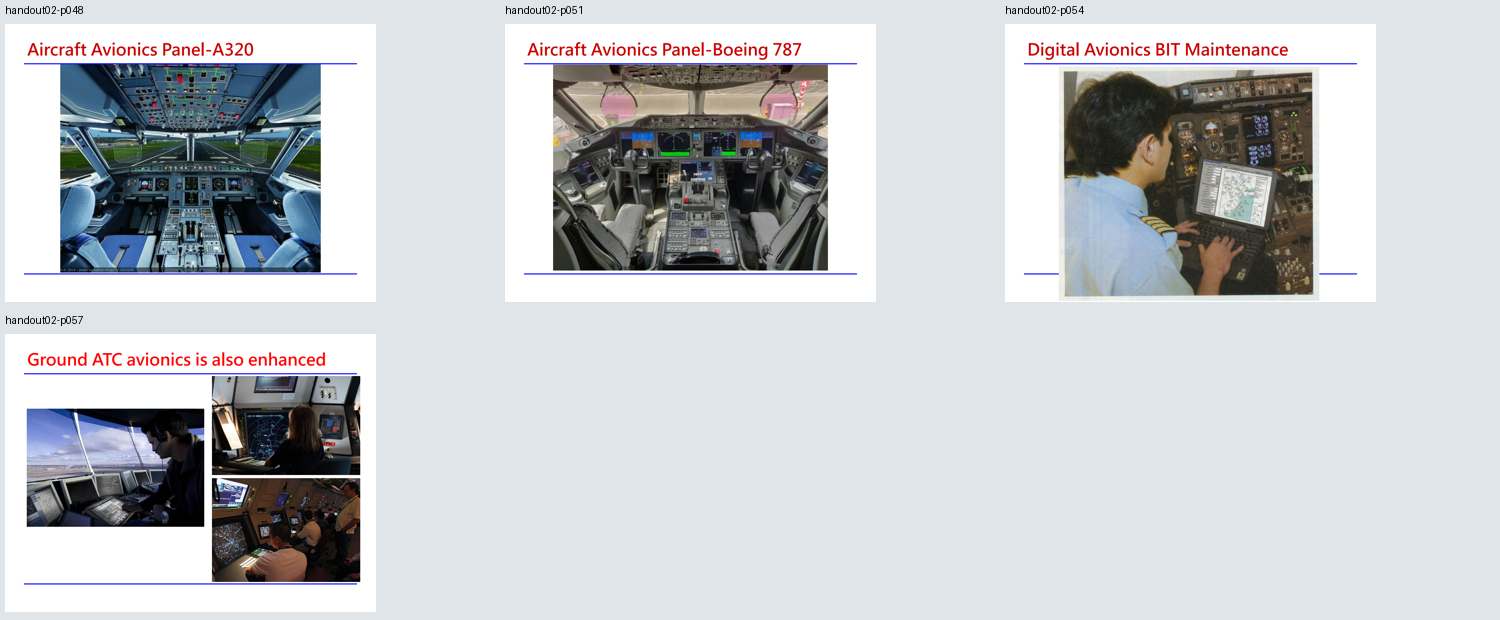 handout02-p048
Aircraft Avionics Panel-A320
handout02-p051
Aircraft Avionics Panel-Boeing 787
handout02-p054
Digital Avionics BIT Maintenance
handout02-p057
Ground ATC avionics is also enhanced